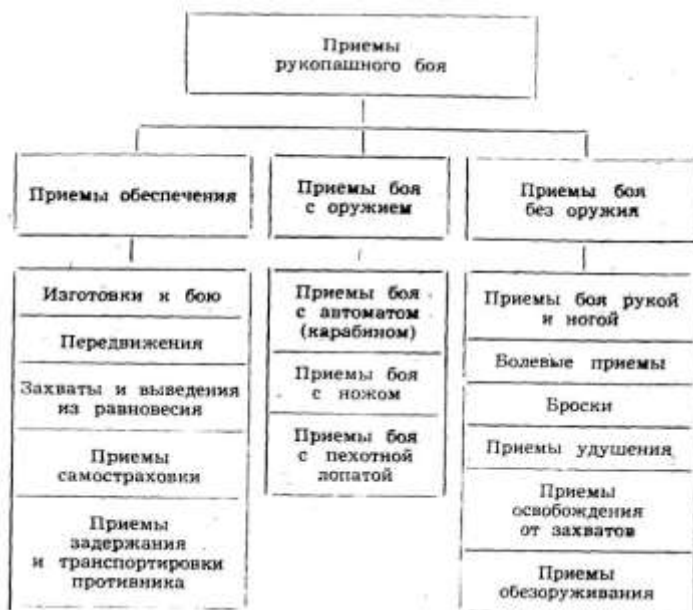 Приемы
рукопашного боя
Приемы обеспечения
Приемы боя
с оружием
Приемы боя
без оружия
Изготовки к бою
Передвижения
Захваты и выведения
из равновесия
Приемы
самостраховки
Приемы
задержания
и транспортировки
противника
Приемы боя
с автоматом
(карабином)
Приемы боя
с ножом
Приемы боя
с пехотной
лопатой
Приемы боя рукой
и ногой
Болевые приемы
Броски
Приемы удушения
Приемы
освобождения
от захватов
Приемы
обезоруживания